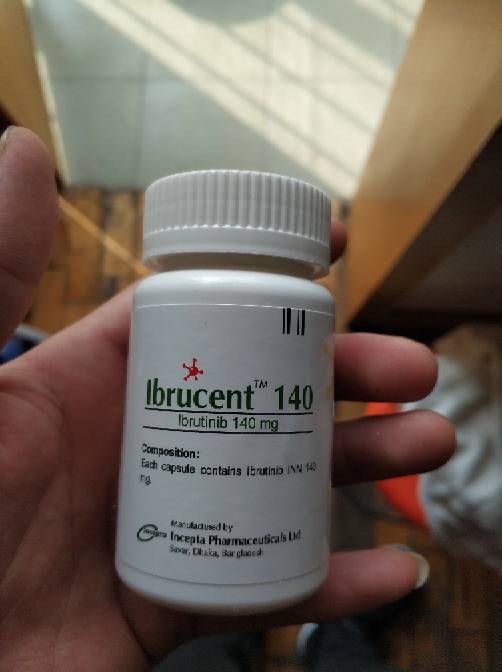 Ibrucent™ 140
Ibrutinib 140 mg
Composition:
Each capsule contains Ibrutinib INN 140
mg.
Manufactured by
Incepta Pharmaceuticals Ltd
Savar, Dhaka, Bangladesh